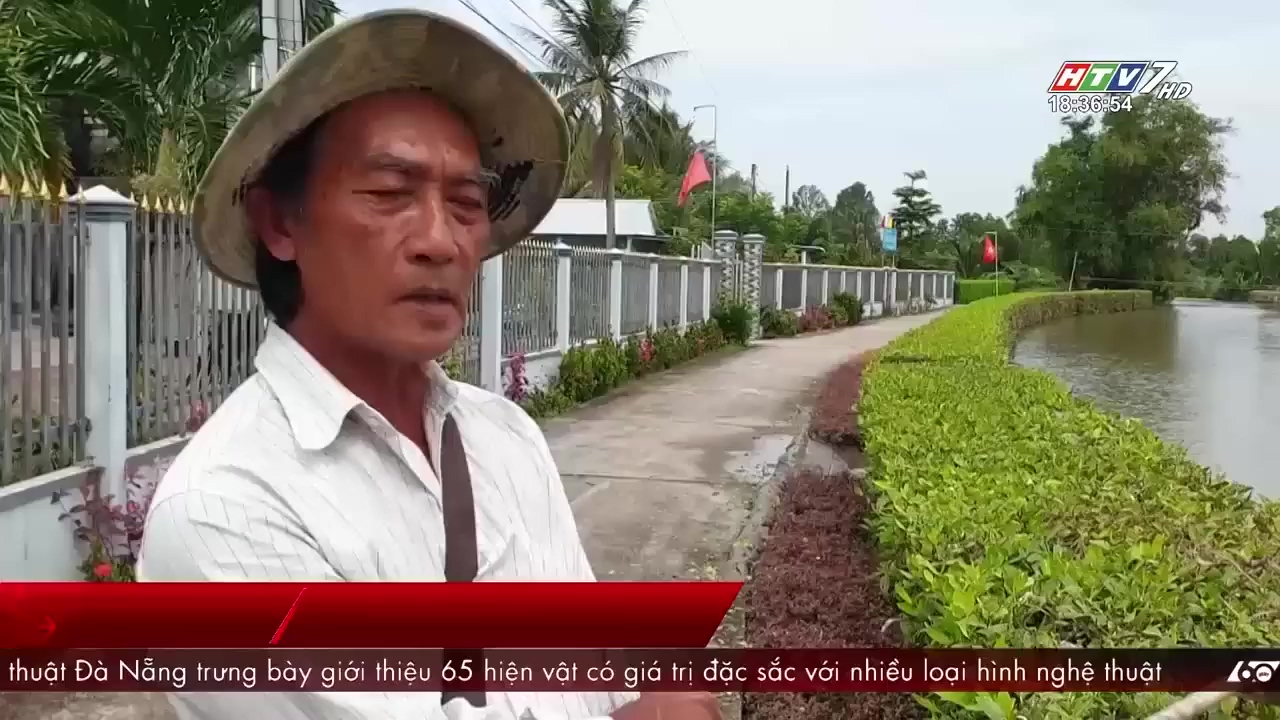 HTV7 HD
18:36:54
thuật Đà Nẵng trưng bày giới thiệu 65 hiện vật có giá trị đặc sắc với nhiều loại hình nghệ thuật
60